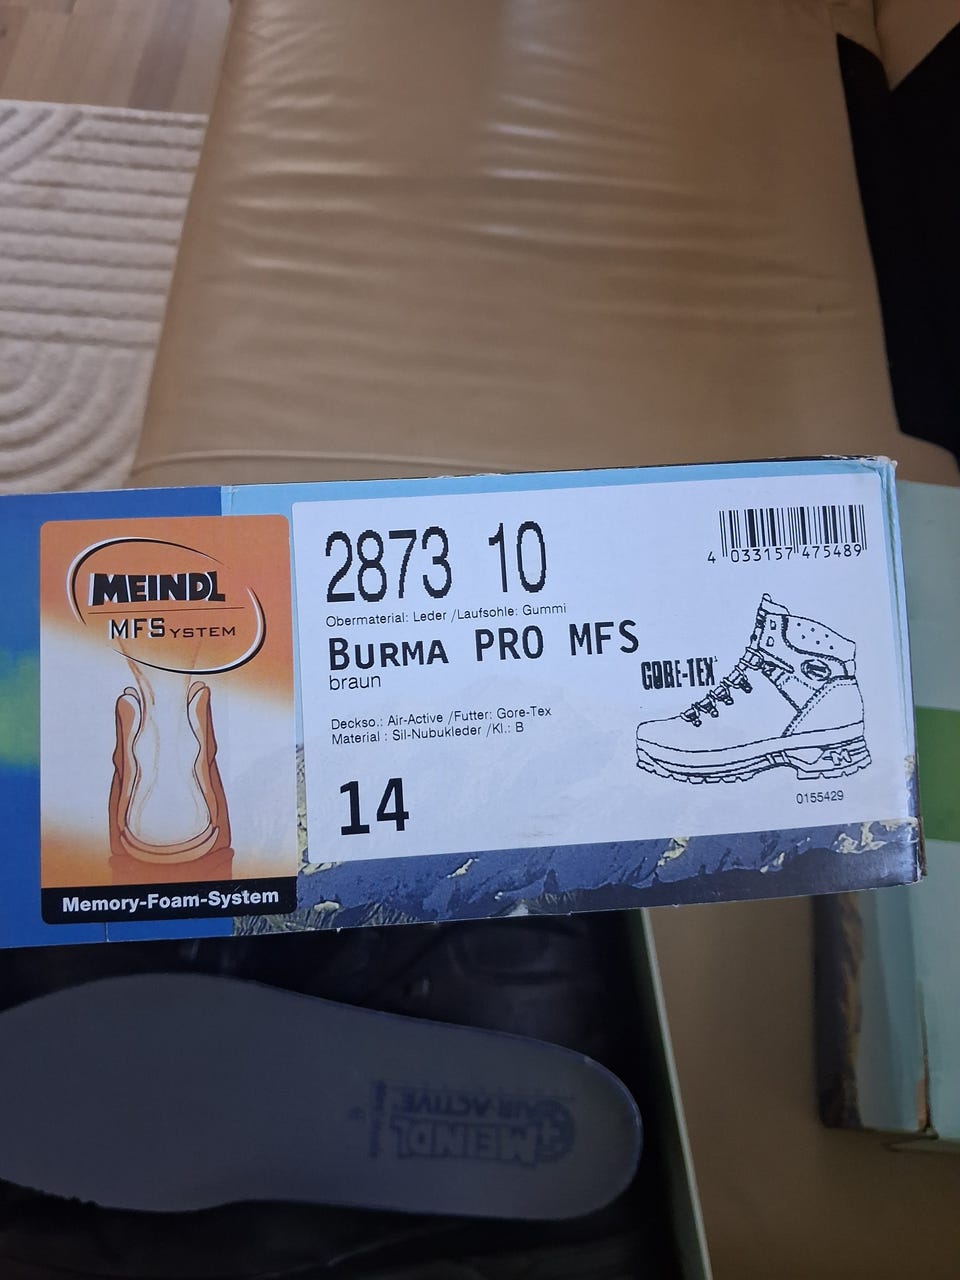 MEINDL
MFSYSTEM
Memory-Foam-System
2873 10
Obermaterial: Leder /Laufsohle: Gummi
BURMA PRO MFS
braun
Deckso.: Air-Active /Futter: Gore-Tex
Material : Sil-Nubukleder /Kl.: B
14
4 033157 475489
GORE-TEX
M
0155429
MEINDL
AIR-ACTIVE